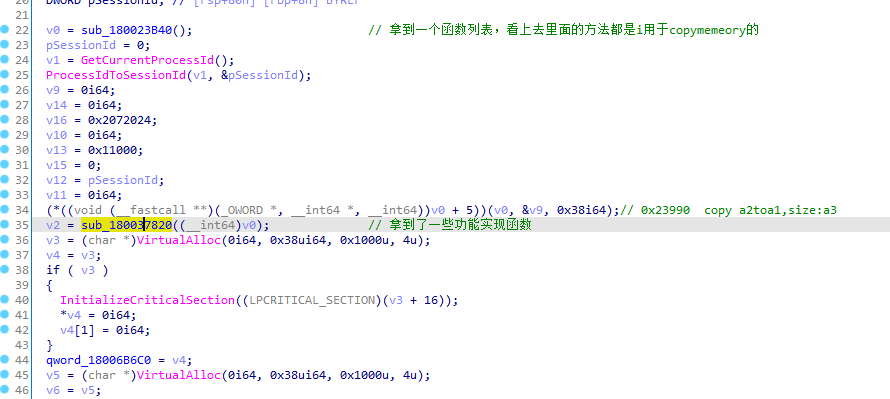 20 DWORD pSessionId; // [rsp+80h] [rbp+8h] BYREF
21
22 v0 = sub_180023B40(); // 拿到一个函数列表，看上去里面的方法都是i用于copymemeory的
23 pSessionId = 0;
24 v1 = GetCurrentProcessId();
25 ProcessIdToSessionId(v1, &pSessionId);
26 v9 = 0i64;
27 v14 = 0i64;
28 v16 = 0x2072024;
29 v10 = 0i64;
30 v13 = 0x11000;
31 v15 = 0;
32 v12 = pSessionId;
33 v11 = 0i64;
34 (*((void (__fastcall **)(_OWORD *, __int64 *, __int64))v0 + 5))(v0, &v9, 0x38i64);// 0x23990  copy a2toa1,size:a3
35 v2 = sub_180037820((__int64)v0); // 拿到了一些功能实现函数
36 v3 = (char *)VirtualAlloc(0i64, 0x38ui64, 0x1000u, 4u);
37 v4 = v3;
38 if ( v3 )
39 {
40 InitializeCriticalSection((LPCRITICAL_SECTION)(v3 + 16));
41 *v4 = 0i64;
42 v4[1] = 0i64;
43 }
44 qword_18006B6C0 = v4;
45 v5 = (char *)VirtualAlloc(0i64, 0x38ui64, 0x1000u, 4u);
46 v6 = v5;